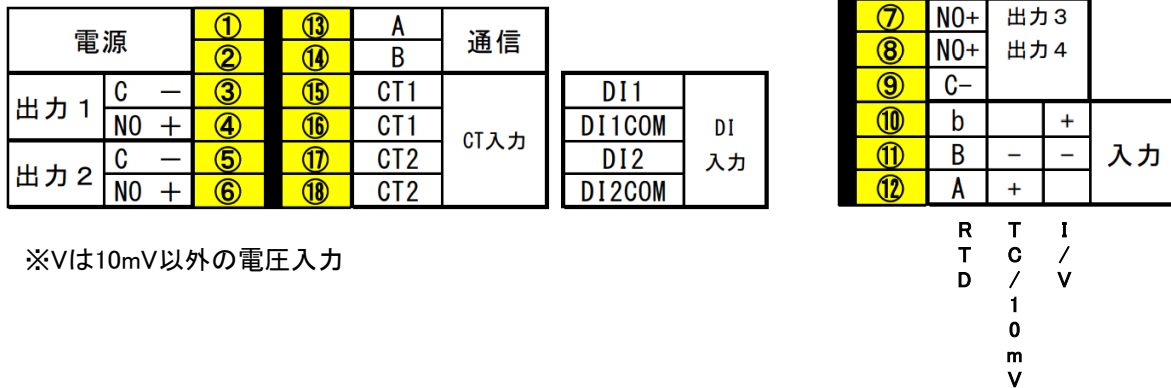 電源 ① ⑬ A 通信
② ⑭ B
出力1 C － ③ ⑮ CT1 CT入力 DI1 DI入力
NO ＋ ④ ⑯ CT1 DI1COM
出力2 C － ⑤ ⑰ CT2 DI2
NO ＋ ⑥ ⑱ CT2 DI2COM
※Vは10mV以外の電圧入力
⑦ NO+ 出力3
⑧ NO+ 出力4
⑨ C-
⑩ b + 入力
⑪ B - -
⑫ A +
RTD TC/10mV I/V